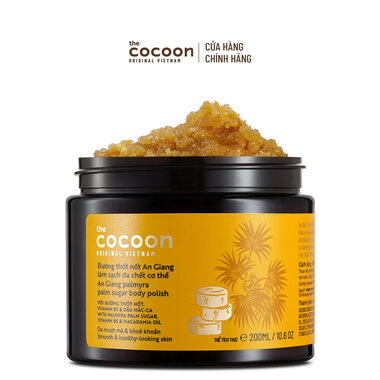 the
cocoon
ORIGINAL VIETNAM
CỬA HÀNG
CHÍNH HÃNG
the
cocoon
ORIGINAL VIETNAM
Đường thốt nốt An Giang
làm sạch da chết cơ thể
An Giang palmyra
palm sugar body polish
VỚI ĐƯỜNG THỐT NỐT,
VITAMIN B5 & DẦU MẮC-CA
WITH PALMYRA PALM SUGAR,
VITAMIN B5 & MACADAMIA OIL
Da mượt mà & khoẻ khoắn
Smooth & healthy-looking skin
THỂ TÍCH THỰC ℮ 200ML / 10.6 OZ